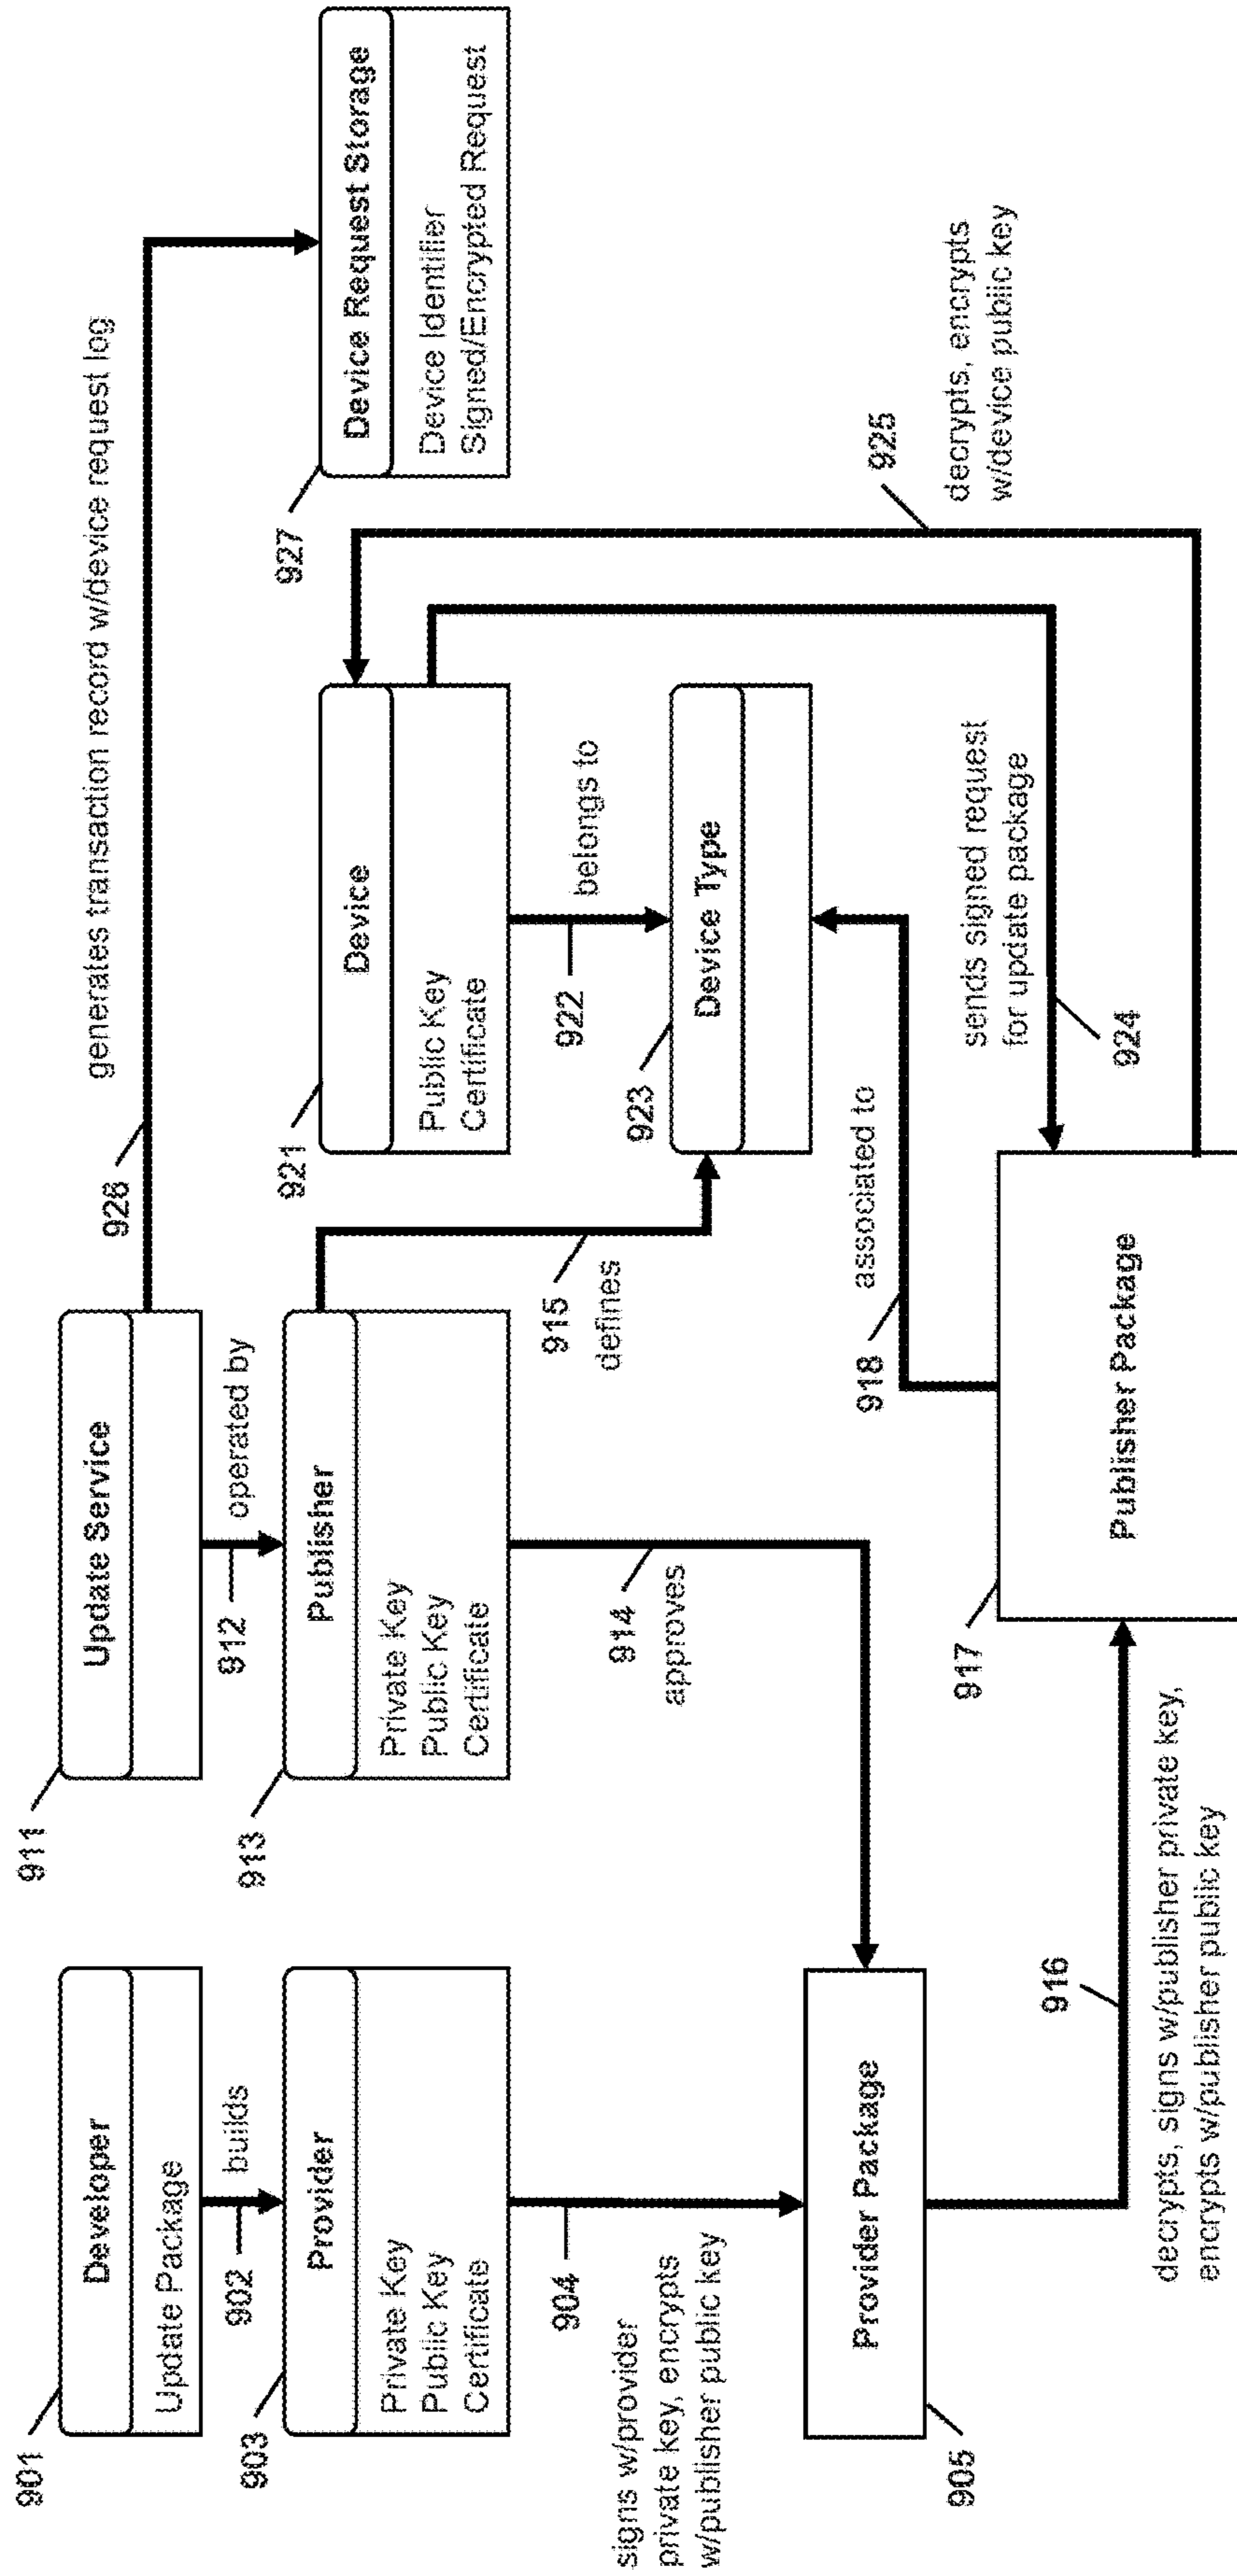 901
Developer
Update Package
902
builds
903
Provider
Private Key
Public Key
Certificate
904
signs w/provider
private key, encrypts
w/publisher public key
905
Provider Package
911
Update Service
912
operated by
913
Publisher
Private Key
Public Key
Certificate
914
approves
915
defines
916
decrypts, signs w/publisher private key,
encrypts w/publisher public key
917
Publisher Package
918
associated to
926
generates transaction record w/device request log
921
Device
Public Key
Certificate
922
belongs to
923
Device Type
sends signed request
for update package
924
925
decrypts, encrypts
w/device public key
927
Device Request Storage
Device Identifier
Signed/Encrypted Request